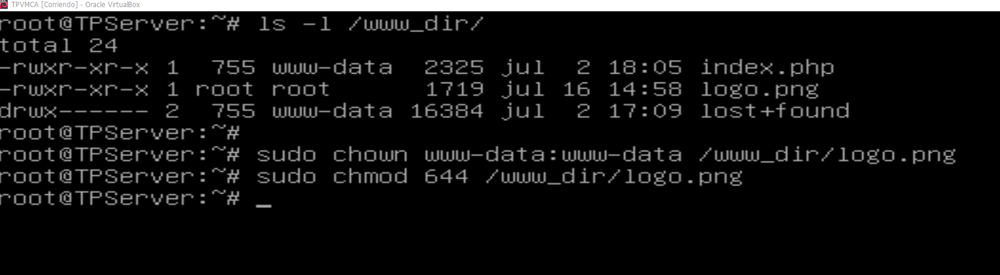 TPVMCA [Corriendo] - Oracle VirtualBox
root@TPServer:~# ls -l /www_dir/
total 24
-rwxr-xr-x 1   755 www-data  2325 jul  2 18:05 index.php
-rwxr-xr-x 1 root root      1719 jul 16 14:58 logo.png
drwx------ 2   755 www-data 16384 jul  2 17:09 lost+found
root@TPServer:~#
root@TPServer:~# sudo chown www-data:www-data /www_dir/logo.png
root@TPServer:~# sudo chmod 644 /www_dir/logo.png
root@TPServer:~# _